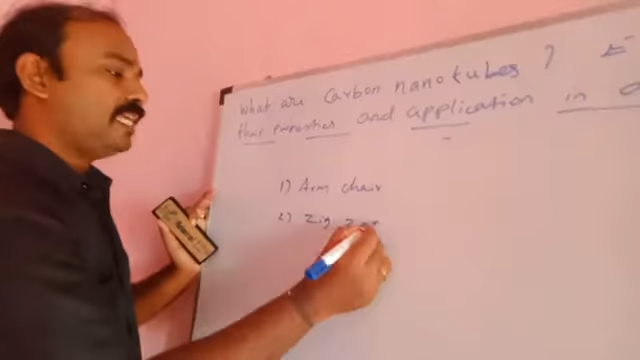 What are Carbon nanotubes ?
their properties and application in
1) Arm chair
2) Zig Zag